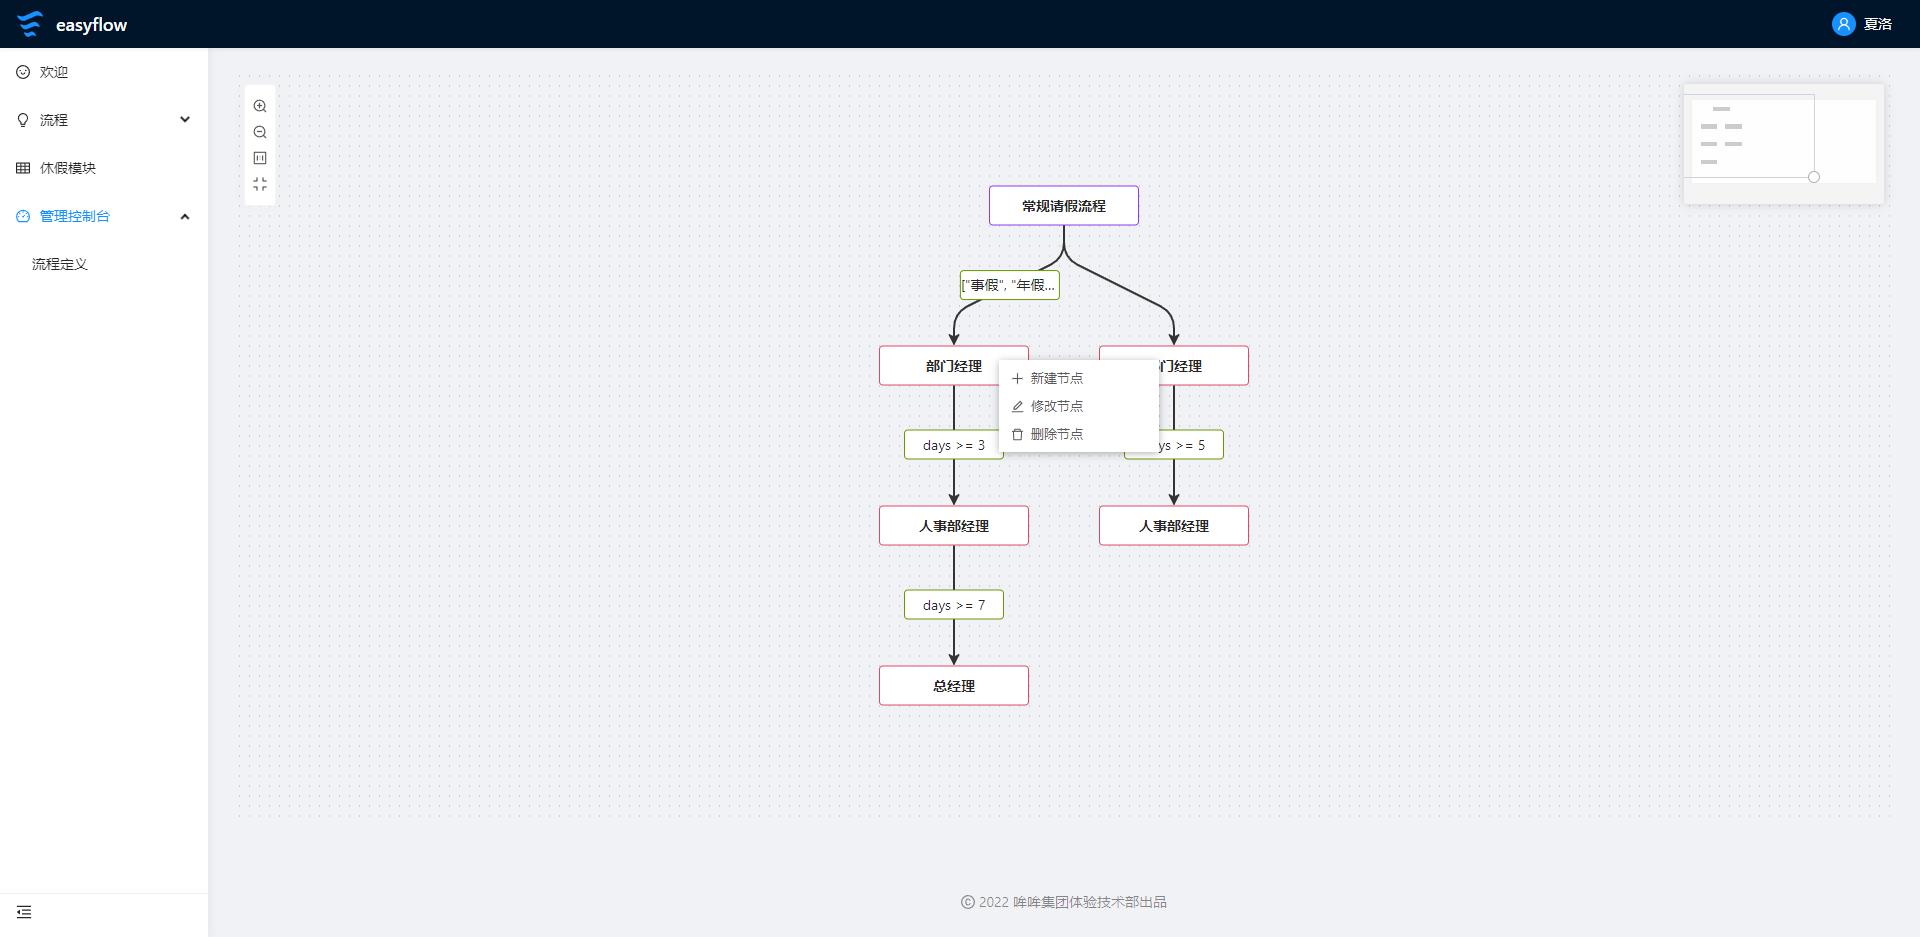 easyflow
夏洛
欢迎
流程
休假模块
管理控制台
流程定义
常规请假流程
["事假", "年假...
部门经理
门经理
新建节点
修改节点
删除节点
days >= 3
ys >= 5
人事部经理
人事部经理
days >= 7
总经理
© 2022 哞哞集团体验技术部出品